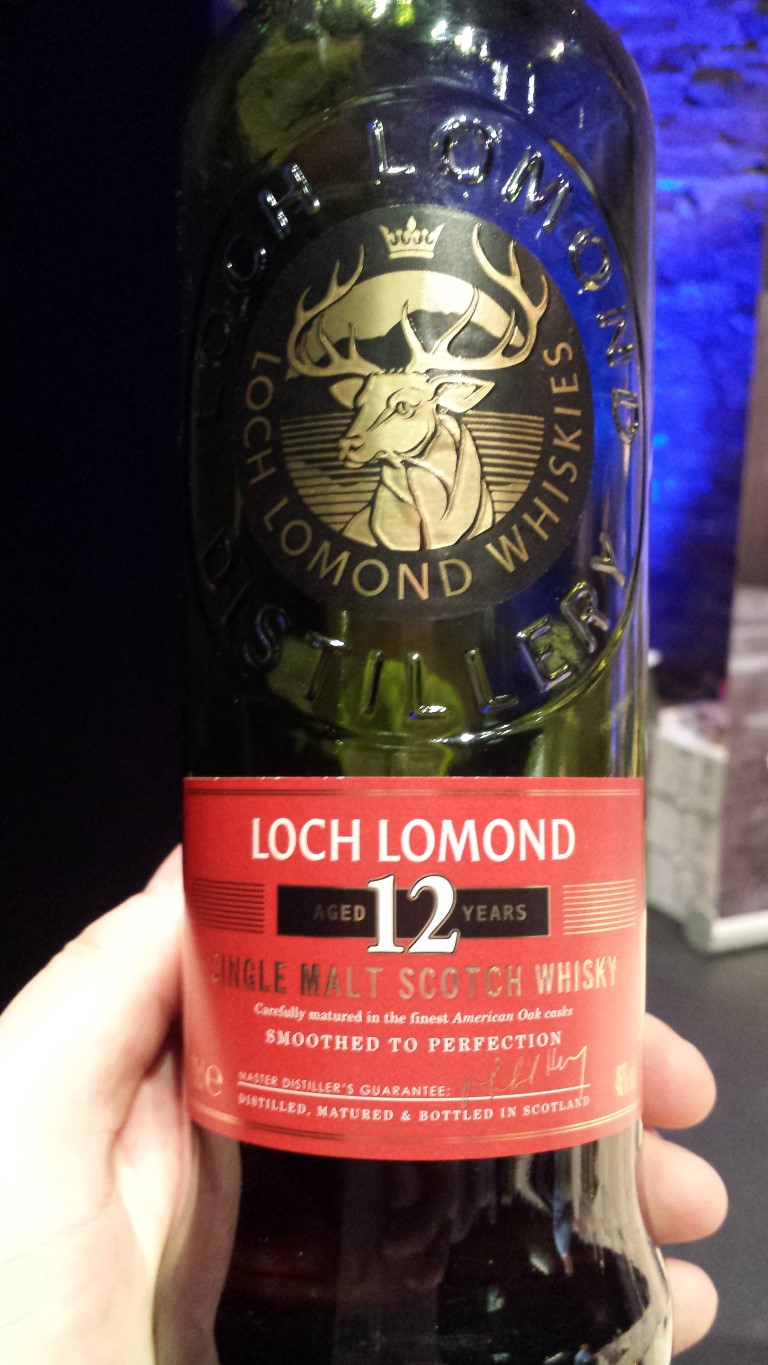 LOCH LOMOND
DISTILLERY
LOCH LOMOND WHISKIES
LOCH LOMOND
AGED 12 YEARS
SINGLE MALT SCOTCH WHISKY
Carefully matured in the finest American Oak casks
SMOOTHED TO PERFECTION
MASTER DISTILLER'S GUARANTEE:
DISTILLED, MATURED & BOTTLED IN SCOTLAND